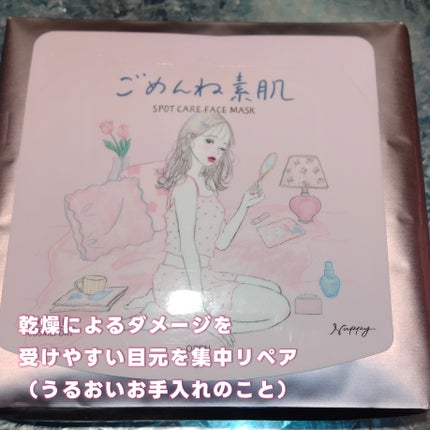 ごめんね素肌
SPOT CARE FACE MASK
Nuppy
OPEN
乾燥によるダメージを
受けやすい目元を集中リペア
（うるおいお手入れのこと）